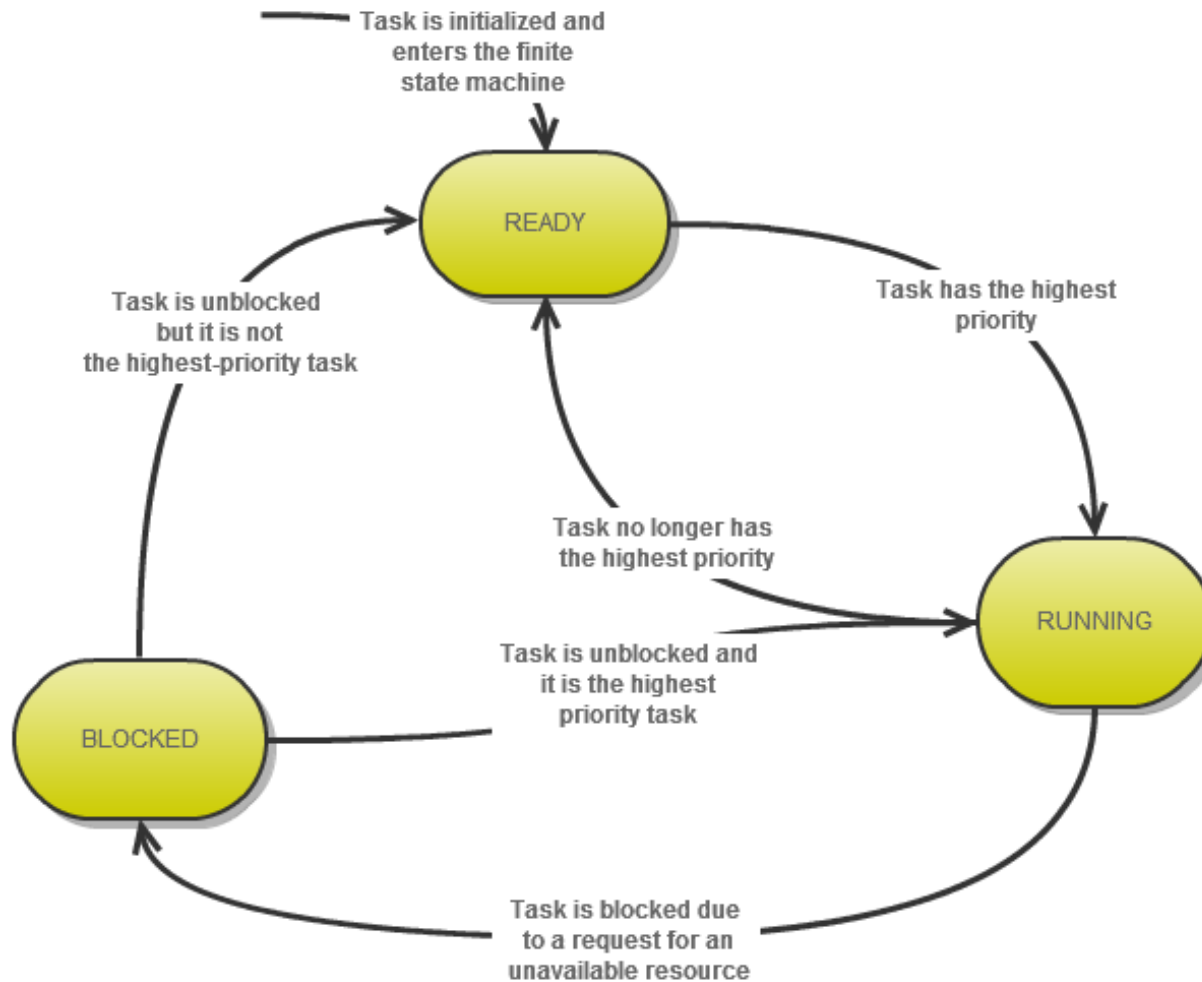 Task is initialized and
enters the finite
state machine
READY
Task is unblocked
but it is not
the highest-priority task
Task has the highest
priority
Task no longer has
the highest priority
RUNNING
Task is unblocked and
it is the highest
priority task
BLOCKED
Task is blocked due
to a request for an
unavailable resource